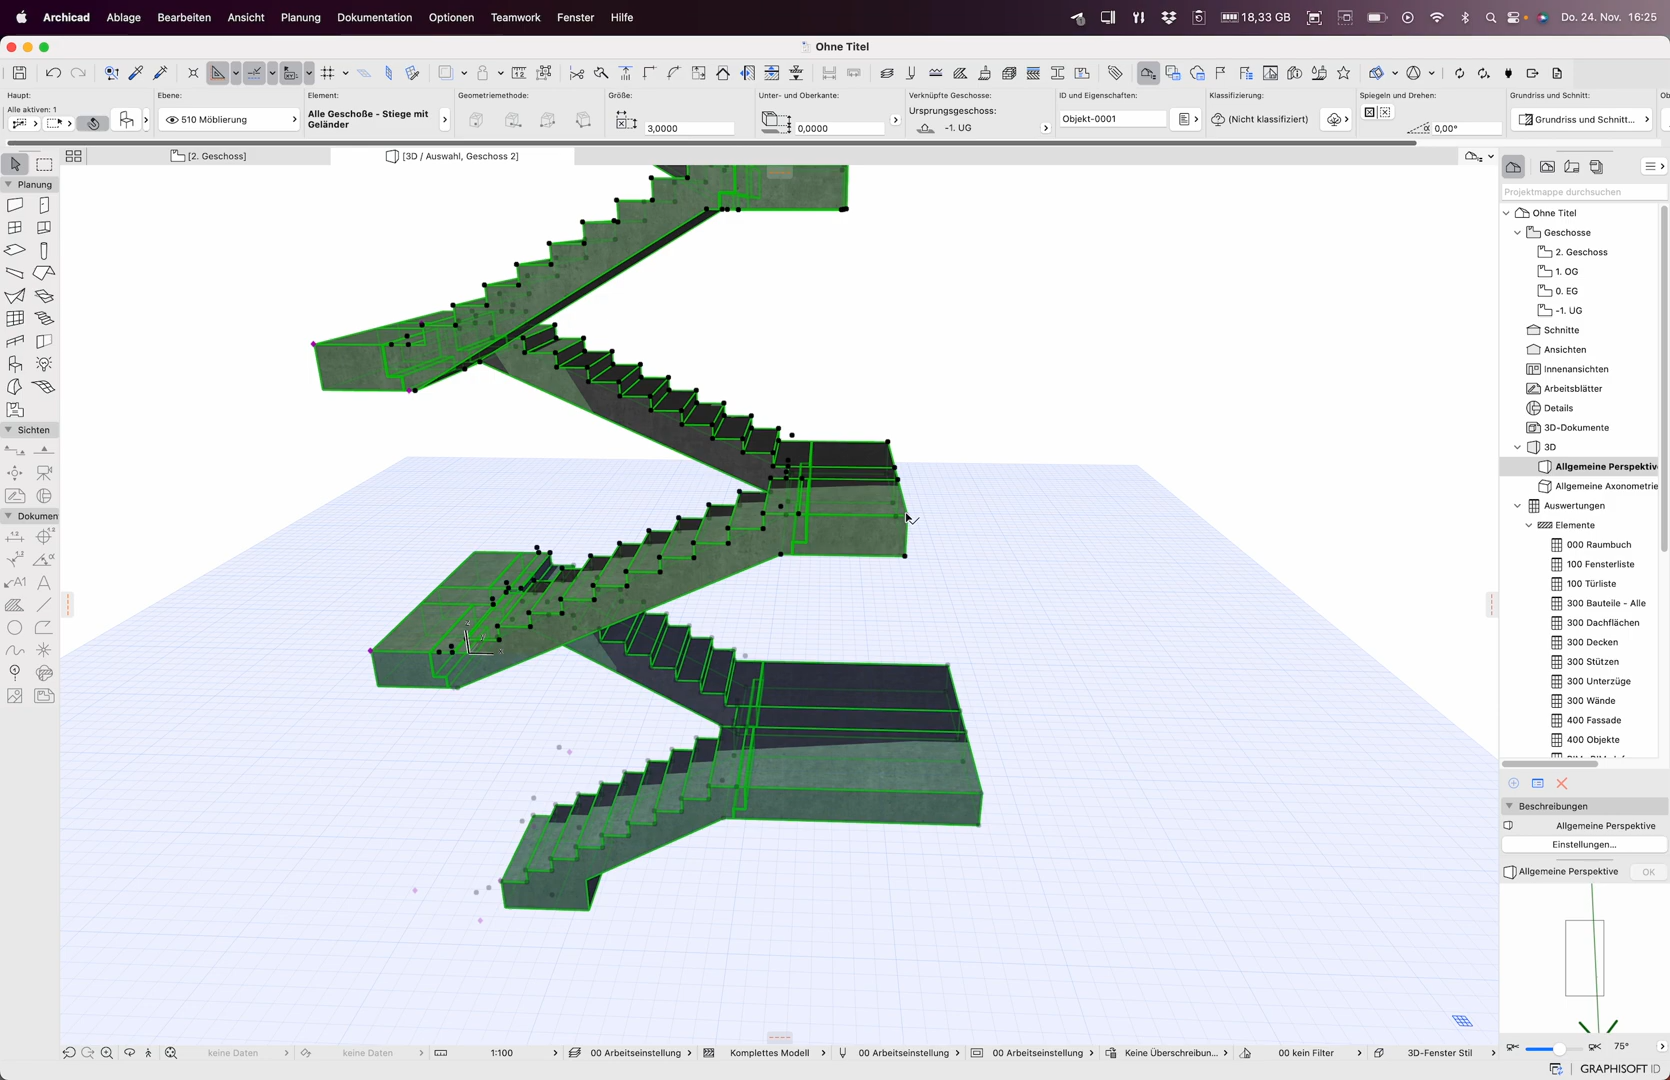 Archicad Ablage Bearbeiten Ansicht Planung Dokumentation Optionen Teamwork Fenster Hilfe 18,33 GB Do. 24. Nov. 16:25
Ohne Titel
Haupt: Ebene: Element: Geometriemethode: Größe: Unter- und Oberkante: Verknüpfte Geschosse: ID und Eigenschaften: Klassifizierung: Spiegeln und Drehen: Grundriss und Schnitt:
Alle aktiven: 1
510 Möblierung
Alle Geschoße - Stiege mit
Geländer
3,0000
0,0000
Ursprungsgeschoss:
-1. UG
Objekt-0001
(Nicht klassifiziert)
0,00°
Grundriss und Schnitt...
[2. Geschoss]
[3D / Auswahl, Geschoss 2]
Planung
Sichten
Dokumen
A1
A
Projektmappe durchsuchen
Ohne Titel
Geschosse
2. Geschoss
1. OG
0. EG
-1. UG
Schnitte
Ansichten
Innenansichten
Arbeitsblätter
Details
3D-Dokumente
3D
Allgemeine Perspektiv
Allgemeine Axonometrie
Auswertungen
Elemente
000 Raumbuch
100 Fensterliste
100 Türliste
300 Bauteile - Alle
300 Dachflächen
300 Decken
300 Stützen
300 Unterzüge
300 Wände
400 Fassade
400 Objekte
Beschreibungen
Allgemeine Perspektive
Einstellungen...
Allgemeine Perspektive
OK
75°
keine Daten
keine Daten
1:100
00 Arbeitseinstellung
Komplettes Modell
00 Arbeitseinstellung
00 Arbeitseinstellung
Keine Überschreibun...
00 kein Filter
3D-Fenster Stil
GRAPHISOFT ID